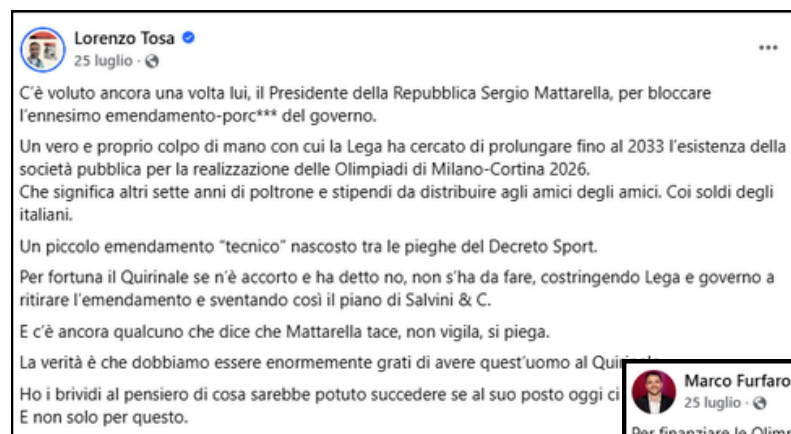 Lorenzo Tosa
25 luglio
C'è voluto ancora una volta lui, il Presidente della Repubblica Sergio Mattarella, per bloccare
l'ennesimo emendamento-porc*** del governo.
Un vero e proprio colpo di mano con cui la Lega ha cercato di prolungare fino al 2033 l'esistenza della
società pubblica per la realizzazione delle Olimpiadi di Milano-Cortina 2026.
Che significa altri sette anni di poltrone e stipendi da distribuire agli amici degli amici. Coi soldi degli
italiani.
Un piccolo emendamento "tecnico" nascosto tra le pieghe del Decreto Sport.
Per fortuna il Quirinale se n'è accorto e ha detto no, non s'ha da fare, costringendo Lega e governo a
ritirare l'emendamento e sventando così il piano di Salvini & C.
E c'è ancora qualcuno che dice che Mattarella tace, non vigila, si piega.
La verità è che dobbiamo essere enormemente grati di avere quest'uomo al
Ho i brividi al pensiero di cosa sarebbe potuto succedere se al suo posto oggi ci
E non solo per questo.
Marco Furfaro
25 luglio